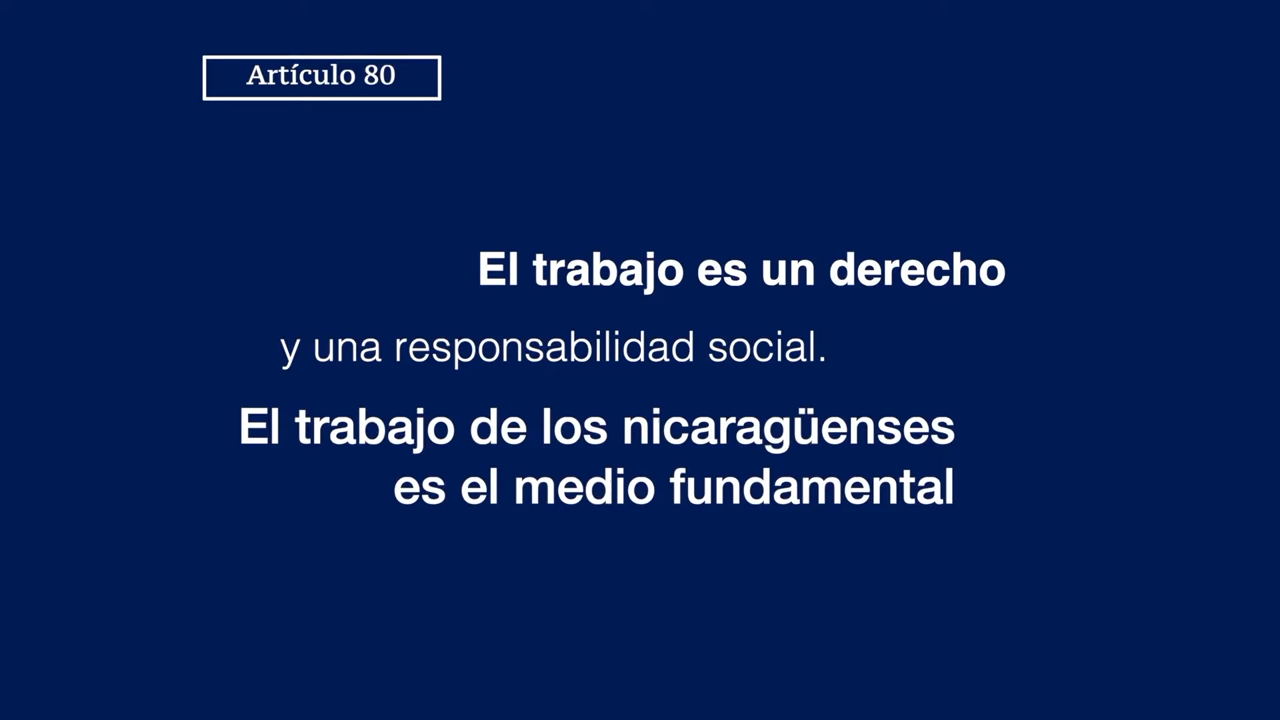 Artículo 80
El trabajo es un derecho
y una responsabilidad social.
El trabajo de los nicaragüenses
es el medio fundamental